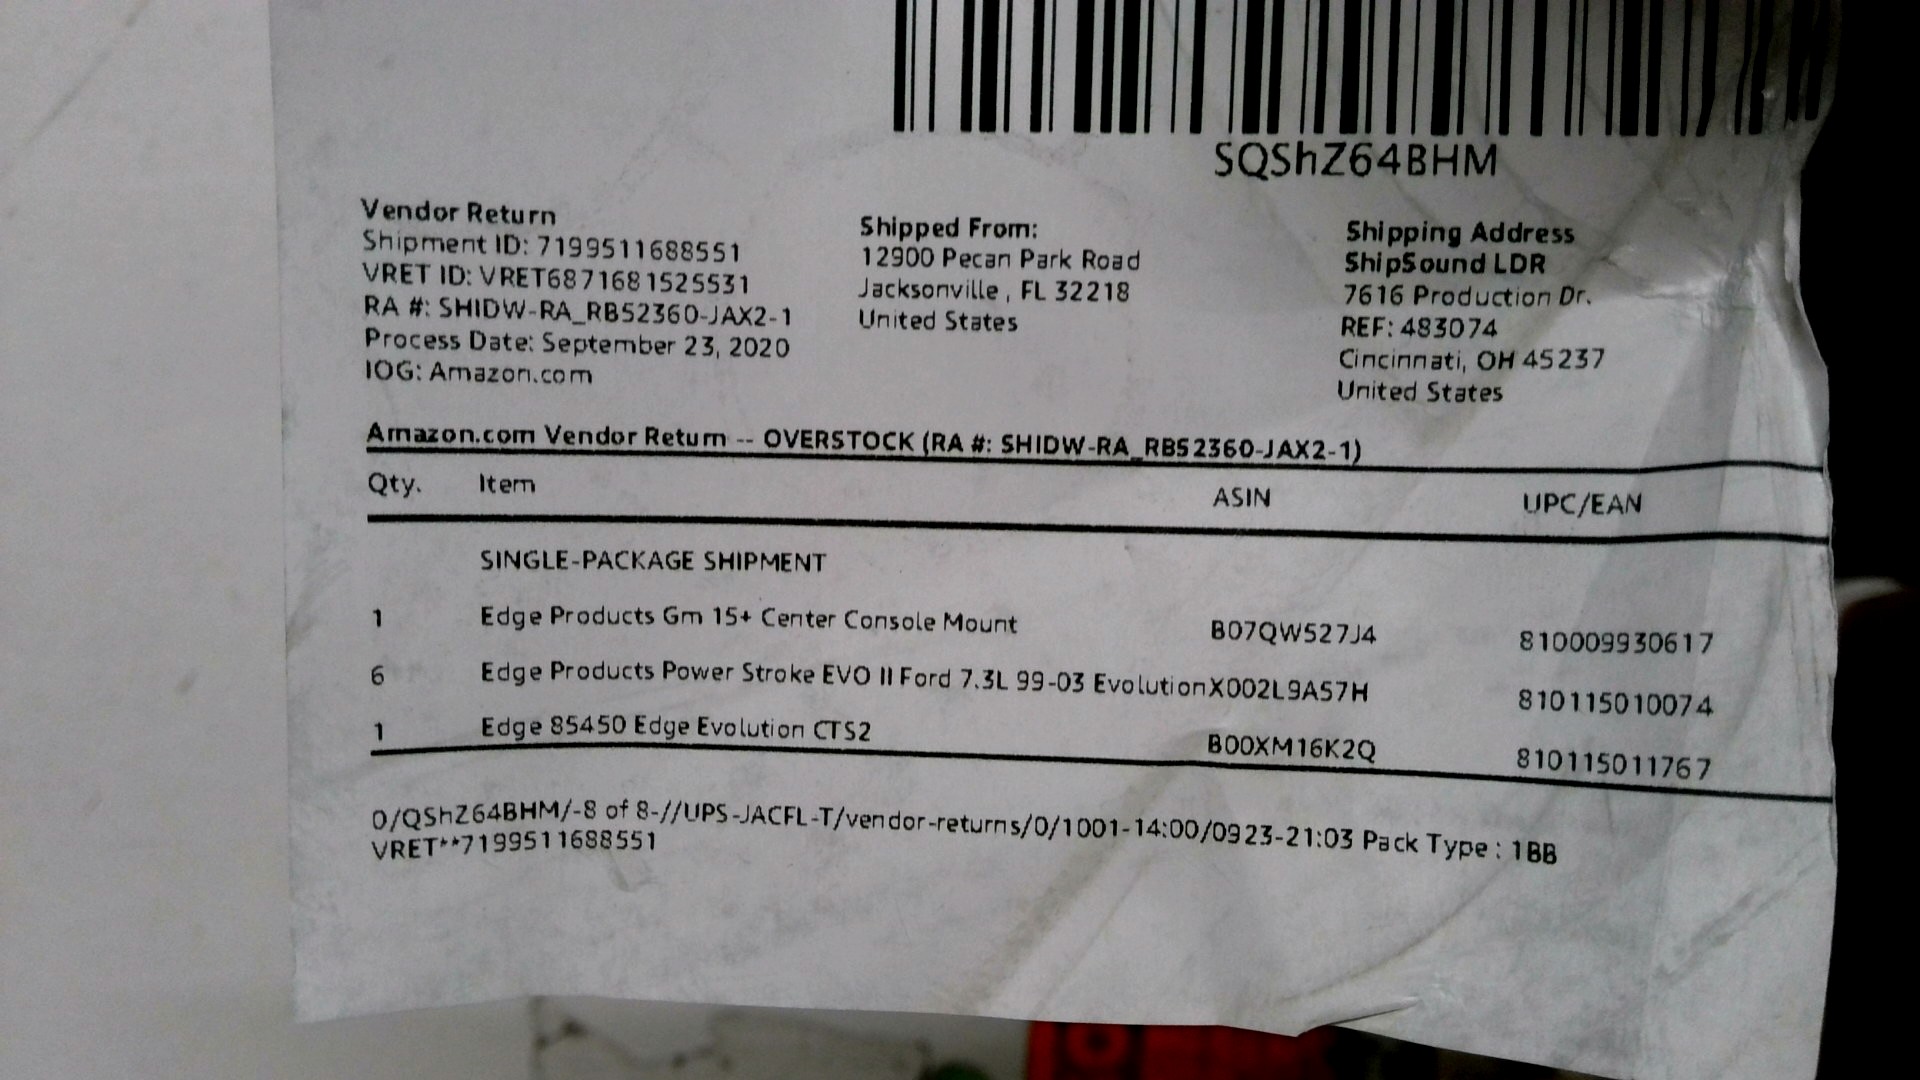 SQShZ64BHM
Vendor Return
Shipment ID: 7199511688551
VRET ID: VRET6871681525531
RA #: SHIDW-RA_RB52360-JAX2-1
Process Date: September 23, 2020
IOG: Amazon.com
Shipped From:
12900 Pecan Park Road
Jacksonville , FL 32218
United States
Shipping Address
ShipSound LDR
7616 Production Dr.
REF: 483074
Cincinnati, OH 45237
United States
Amazon.com Vendor Return -- OVERSTOCK (RA #: SHIDW-RA_RB52360-JAX2-1)
Qty. Item ASIN UPC/EAN
SINGLE-PACKAGE SHIPMENT
1 Edge Products Gm 15+ Center Console Mount B07QW527J4 810009930617
6 Edge Products Power Stroke EVO II Ford 7.3L 99-03 EvolutionX002L9A57H 810115010074
1 Edge 85450 Edge Evolution CTS2 B00XM16K2Q 810115011767
0/QShZ64BHM/-8 of 8-//UPS-JACFL-T/vendor-returns/0/1001-14:00/0923-21:03 Pack Type : 1BB
VRET**7199511688551